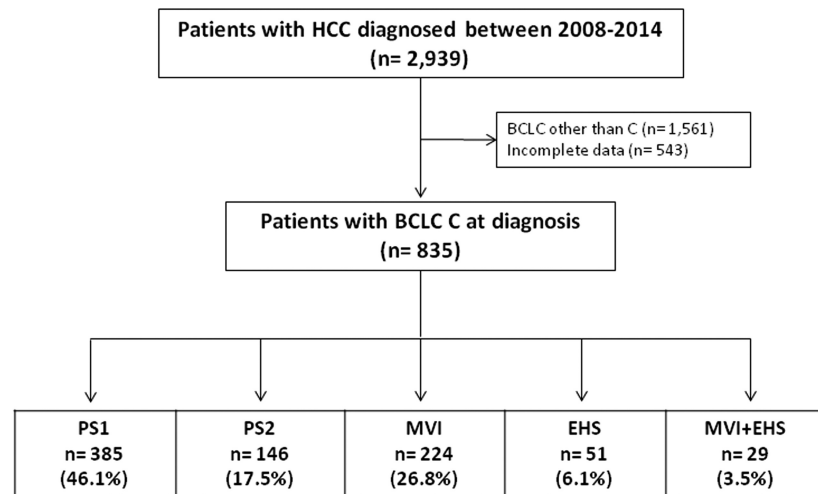 Patients with HCC diagnosed between 2008-2014
(n= 2,939)
BCLC other than C (n= 1,561)
Incomplete data (n= 543)
Patients with BCLC C at diagnosis
(n= 835)
PS1
n= 385
(46.1%)
PS2
n= 146
(17.5%)
MVI
n= 224
(26.8%)
EHS
n= 51
(6.1%)
MVI+EHS
n= 29
(3.5%)